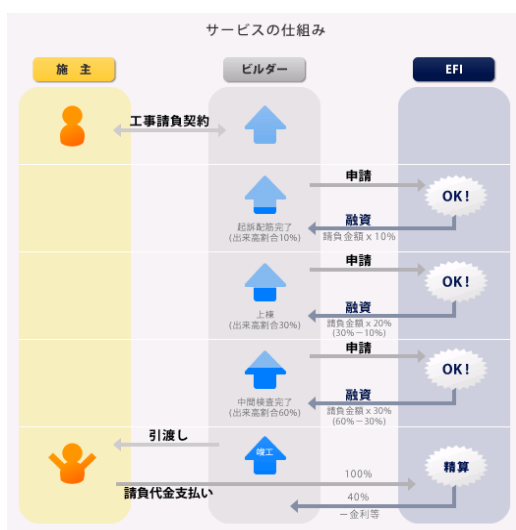 サービスの仕組み
施 主
ビルダー
EFI
工事請負契約
申請
OK!
起訴配筋完了
(出来高割合10%)
融資
請負金額 x 10%
申請
OK!
上棟
(出来高割合30%)
融資
請負金額 x 20%
(30%－10%)
申請
OK!
中間検査完了
(出来高割合60%)
融資
請負金額 x 30%
(60%－30%)
引渡し
竣工
請負代金支払い
100%
精算
40%
－金利等